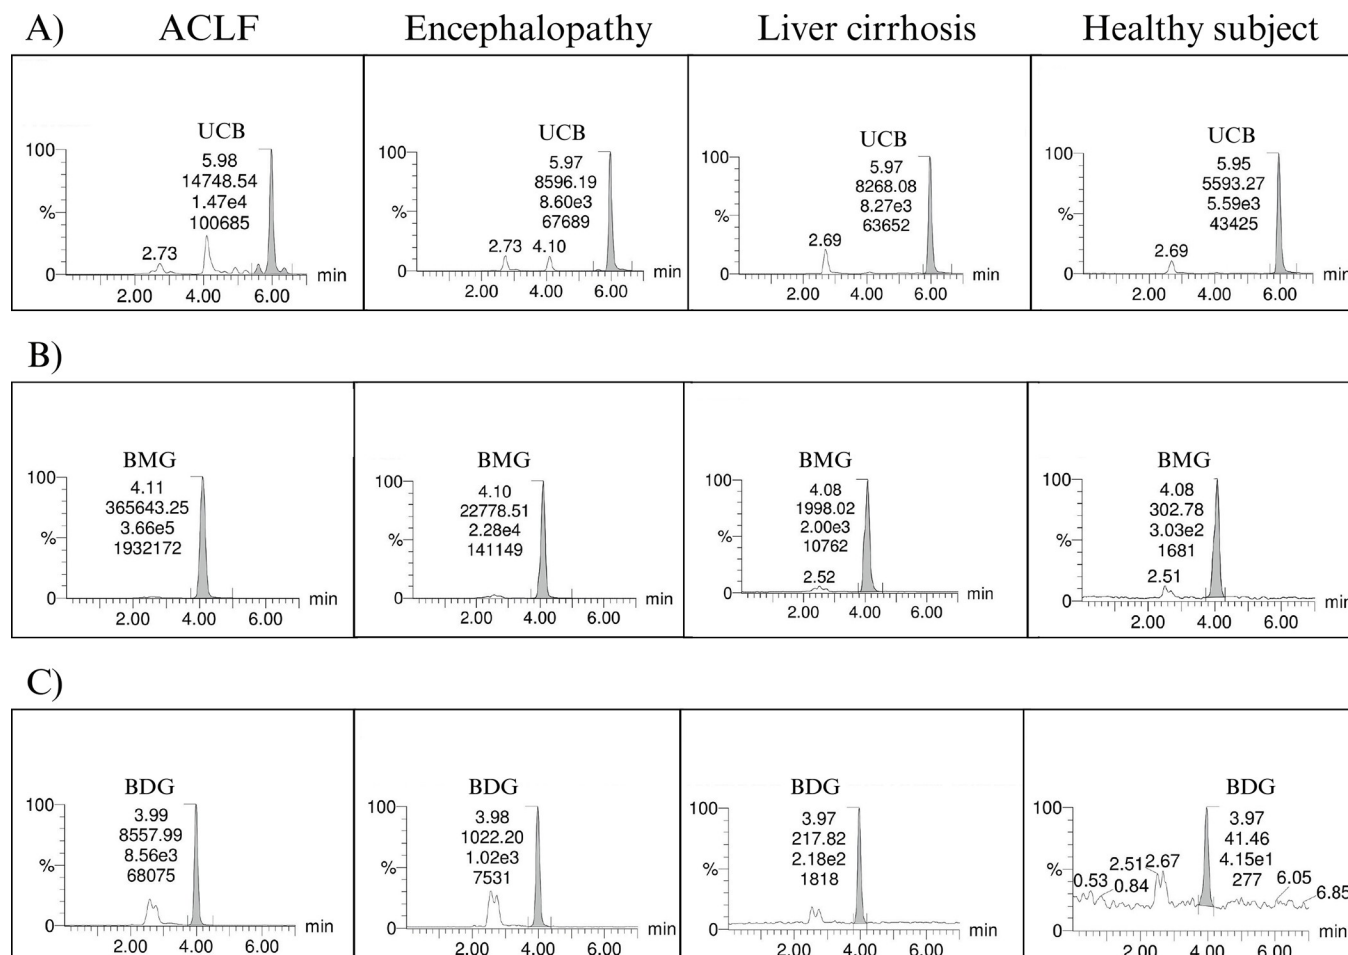 A) ACLF Encephalopathy Liver cirrhosis Healthy subject
UCB
5.98
14748.54
1.47e4
100685
2.73
100
%
0
2.00 4.00 6.00
min
UCB
5.97
8596.19
8.60e3
67689
2.73 4.10
100
%
0
2.00 4.00 6.00
min
UCB
5.97
8268.08
8.27e3
63652
2.69
100
%
0
2.00 4.00 6.00
min
UCB
5.95
5593.27
5.59e3
43425
2.69
100
%
0
2.00 4.00 6.00
min
B)
BMG
4.11
365643.25
3.66e5
1932172
100
%
0
2.00 4.00 6.00
min
BMG
4.10
22778.51
2.28e4
141149
100
%
0
2.00 4.00 6.00
min
BMG
4.08
1998.02
2.00e3
10762
2.52
100
%
0
2.00 4.00 6.00
min
BMG
4.08
302.78
3.03e2
1681
2.51
100
%
0
2.00 4.00 6.00
min
C)
BDG
3.99
8557.99
8.56e3
68075
100
%
0
2.00 4.00 6.00
min
BDG
3.98
1022.20
1.02e3
7531
100
%
0
2.00 4.00 6.00
min
BDG
3.97
217.82
2.18e2
1818
100
%
0
2.00 4.00 6.00
min
BDG
3.97
41.46
4.15e1
277
2.51 2.67
0.53 0.84
6.05
6.85
100
%
0
2.00 4.00 6.00
min